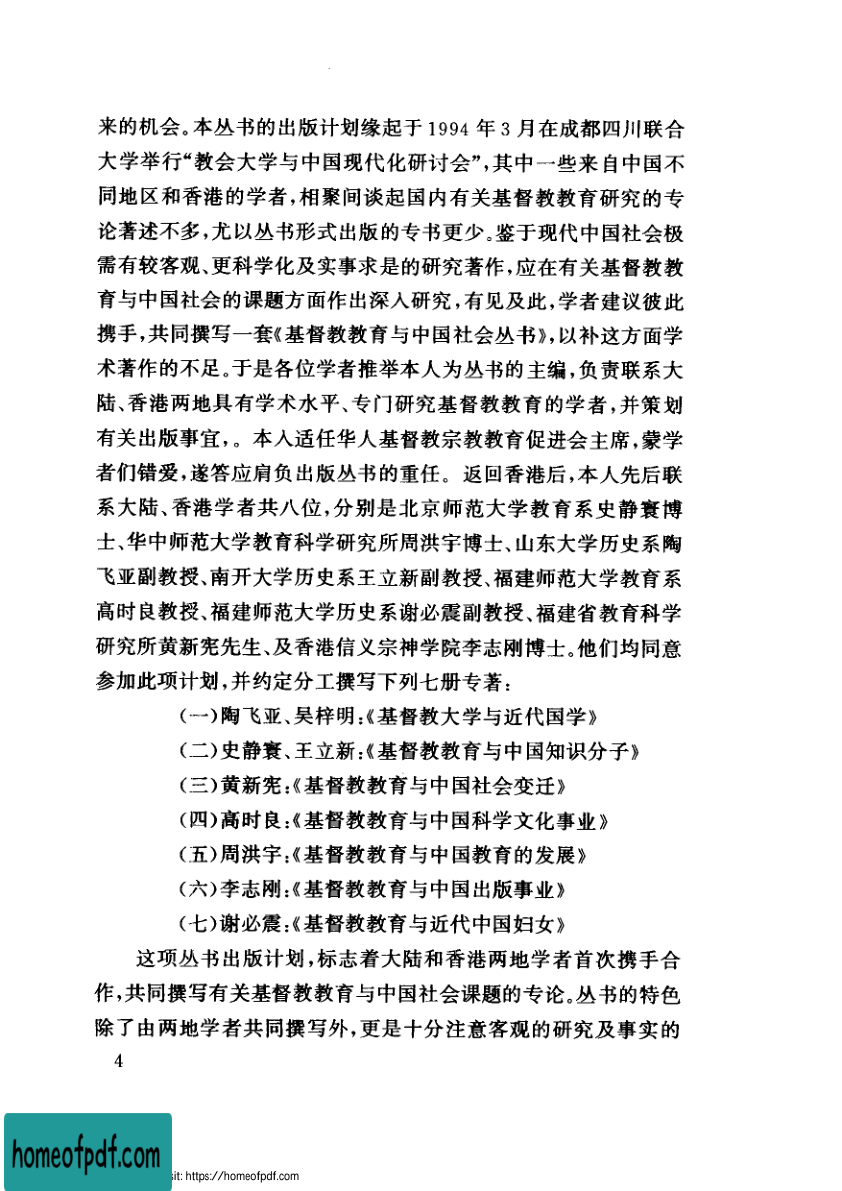 来的机会。本丛书的出版计划缘起于1994年3月在成都四川联合
大学举行“教会大学与中国现代化研讨会”,其中一些来自中国不
同地区和香港的学者,相聚间谈起国内有关基督教教育研究的专
论著述不多,尤以丛书形式出版的专书更少。鉴于现代中国社会极
需有较客观、更科学化及实事求是的研究著作,应在有关基督教教
育与中国社会的课题方面作出深入研究,有见及此,学者建议彼此
携手,共同撰写一套《基督教教育与中国社会丛书》,以补这方面学
术著作的不足。于是各位学者推举本人为丛书的主编,负责联系大
陆、香港两地具有学术水平、专门研究基督教教育的学者,并策划
有关出版事宜,。本人适任华人基督教宗教教育促进会主席,蒙学
者们错爱,遂答应肩负出版丛书的重任。返回香港后,本人先后联
系大陆、香港学者共八位,分别是北京师范大学教育系史静寰博
士、华中师范大学教育科学研究所周洪宇博士、山东大学历史系陶
飞亚副教授、南开大学历史系王立新副教授、福建师范大学教育系
高时良教授、福建师范大学历史系谢必震副教授、福建省教育科学
研究所黄新宪先生、及香港信义宗神学院李志刚博士。他们均同意
参加此项计划,并约定分工撰写下列七册专著:
(一)陶飞亚、吴梓明:《基督教大学与近代国学》
(二)史静寰、王立新:《基督教教育与中国知识分子》
(三)黄新宪:《基督教教育与中国社会变迁》
(四)高时良:《基督教教育与中国科学文化事业》
(五)周洪宇:《基督教教育与中国教育的发展》
(六)李志刚:《基督教教育与中国出版事业》
(七)谢必震:《基督教教育与近代中国妇女》
这项丛书出版计划,标志着大陆和香港两地学者首次携手合
作,共同撰写有关基督教教育与中国社会课题的专论。丛书的特色
除了由两地学者共同撰写外,更是十分注意客观的研究及事实的
4
homeofpdf.com
sit: https://homeofpdf.com